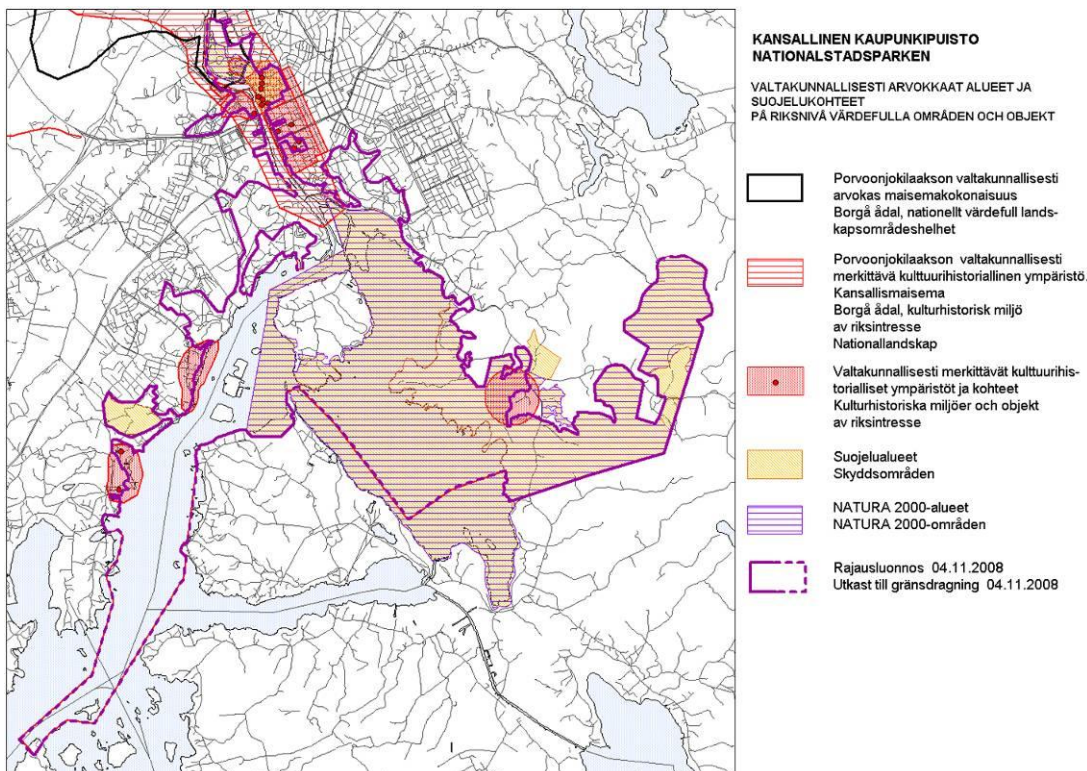 KANSALLINEN KAUPUNKIPUISTO
NATIONALSTADSPARKEN
VALTAKUNNALLISESTI ARVOKKAAT ALUEET JA
SUOJELUKOHTEET
PÅ RIKSNIVÅ VÄRDEFULLA OMRÅDEN OCH OBJEKT
Porvoonjokilaakson valtakunnallisesti
arvokas maisemakokonaisuus
Borgå ådal, nationellt värdefull lands-
kapsområdeshelhet
Porvoonjokilaakson valtakunnallisesti
merkittävä kulttuurihistoriallinen ympäristö.
Kansallismaisema
Borgå ådal, kulturhistorisk miljö
av riksintresse
Nationallandskap
Valtakunnallisesti merkittävät kulttuurihis-
torialliset ympäristöt ja kohteet
Kulturhistoriska miljöer och objekt
av riksintresse
Suojelualueet
Skyddsområden
NATURA 2000-alueet
NATURA 2000-områden
Rajausluonnos 04.11.2008
Utkast till gränsdragning 04.11.2008